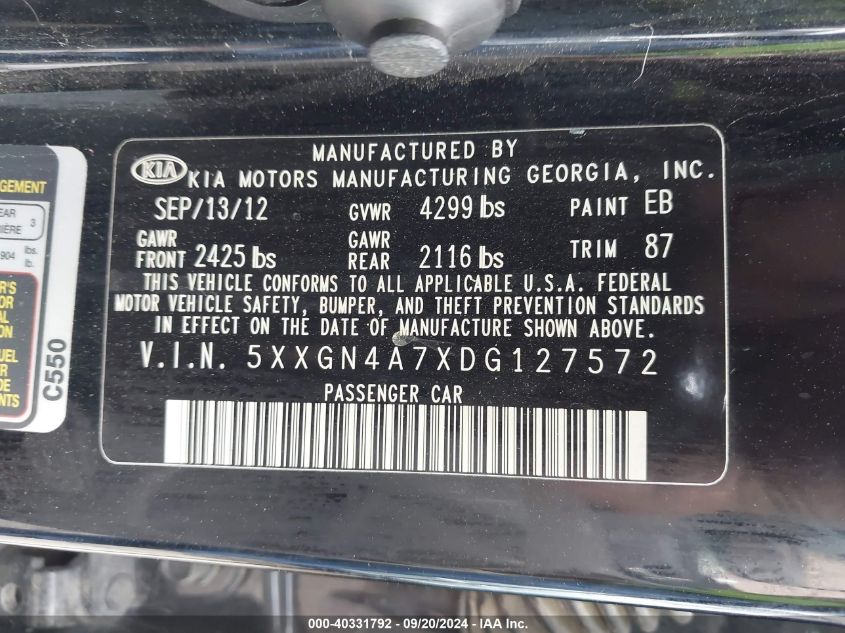 MANUFACTURED BY
KIA KIA MOTORS MANUFACTURING GEORGIA, INC.
SEP/13/12 GVWR 4299 lbs PAINT EB
GAWR FRONT 2425 lbs GAWR REAR 2116 lbs TRIM 87
THIS VEHICLE CONFORMS TO ALL APPLICABLE U.S.A. FEDERAL
MOTOR VEHICLE SAFETY, BUMPER, AND THEFT PREVENTION STANDARDS
IN EFFECT ON THE DATE OF MANUFACTURE SHOWN ABOVE.
V.I.N. 5XXGN4A7XDG127572
PASSENGER CAR
C550
3
lbs.
lb.
000-40331792 - 09/20/2024 - IAA Inc.